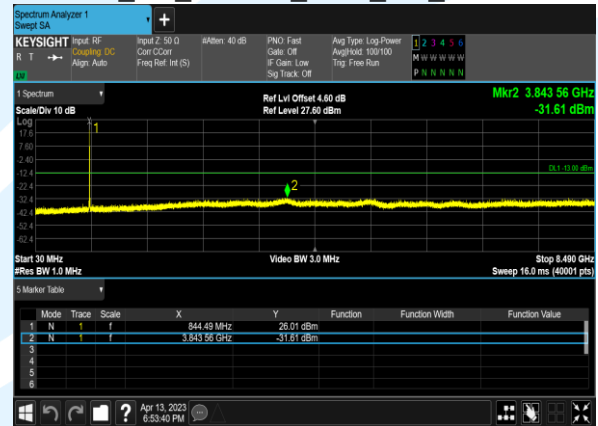 Spectrum Analyzer 1
Swept SA
+
KEYSIGHT Input: RF Input Z: 50 Ω #Atten: 40 dB PNO: Fast Avg Type: Log-Power 1 2 3 4 5 6
R T Coupling: DC Corr CCorr Gate: Off Avg|Hold: 100/100 M W W W W W
Align: Auto Freq Ref: Int (S) IF Gain: Low Trig: Free Run P N N N N N
Sig Track: Off
LV
1 Spectrum Ref Lvl Offset 4.60 dB Mkr2 3.843 56 GHz
Scale/Div 10 dB Ref Level 27.60 dBm -31.61 dBm
Log
17.6 1
7.60
-2.40
-12.4 DL1 -13.00 dBm
-22.4 2
-32.4
-42.4
-52.4
-62.4
Start 30 MHz Video BW 3.0 MHz Stop 8.490 GHz
#Res BW 1.0 MHz Sweep 16.0 ms (40001 pts)
5 Marker Table
Mode Trace Scale X Y Function Function Width Function Value
1 N 1 f 844.49 MHz 26.01 dBm
2 N 1 f 3.843 56 GHz -31.61 dBm
3
4
5
6
? Apr 13, 2023
6:53:40 PM